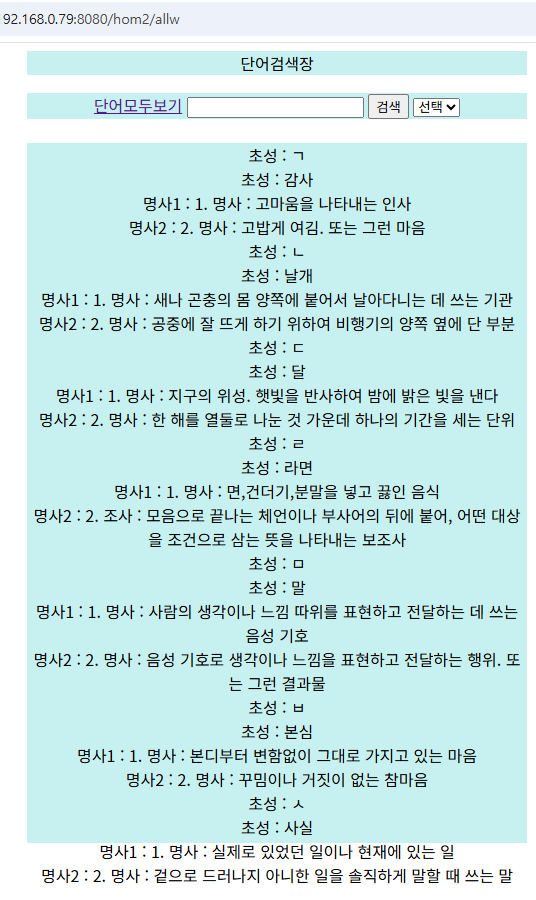 92.168.0.79:8080/hom2/allw
단어검색장
단어모두보기 검색 선택
초성 : ㄱ
초성 : 감사
명사1 : 1. 명사 : 고마움을 나타내는 인사
명사2 : 2. 명사 : 고밥게 여김. 또는 그런 마음
초성 : ㄴ
초성 : 날개
명사1 : 1. 명사 : 새나 곤충의 몸 양쪽에 붙어서 날아다니는 데 쓰는 기관
명사2 : 2. 명사 : 공중에 잘 뜨게 하기 위하여 비행기의 양쪽 옆에 단 부분
초성 : ㄷ
초성 : 달
명사1 : 1. 명사 : 지구의 위성. 햇빛을 반사하여 밤에 밝은 빛을 낸다
명사2 : 2. 명사 : 한 해를 열둘로 나눈 것 가운데 하나의 기간을 세는 단위
초성 : ㄹ
초성 : 라면
명사1 : 1. 명사 : 면,건더기,분말을 넣고 끓인 음식
명사2 : 2. 조사 : 모음으로 끝나는 체언이나 부사어의 뒤에 붙어, 어떤 대상
을 조건으로 삼는 뜻을 나타내는 보조사
초성 : ㅁ
초성 : 말
명사1 : 1. 명사 : 사람의 생각이나 느낌 따위를 표현하고 전달하는 데 쓰는
음성 기호
명사2 : 2. 명사 : 음성 기호로 생각이나 느낌을 표현하고 전달하는 행위. 또
는 그런 결과물
초성 : ㅂ
초성 : 본심
명사1 : 1. 명사 : 본디부터 변함없이 그대로 가지고 있는 마음
명사2 : 2. 명사 : 꾸밈이나 거짓이 없는 참마음
초성 : ㅅ
초성 : 사실
명사1 : 1. 명사 : 실제로 있었던 일이나 현재에 있는 일
명사2 : 2. 명사 : 겉으로 드러나지 아니한 일을 솔직하게 말할 때 쓰는 말